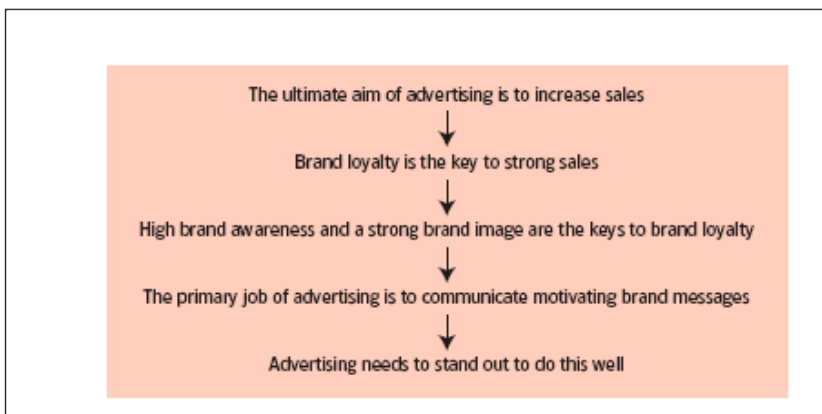 The ultimate aim of advertising is to increase sales
Brand loyalty is the key to strong sales
High brand awareness and a strong brand image are the keys to brand loyalty
The primary job of advertising is to communicate motivating brand messages
Advertising needs to stand out to do this well